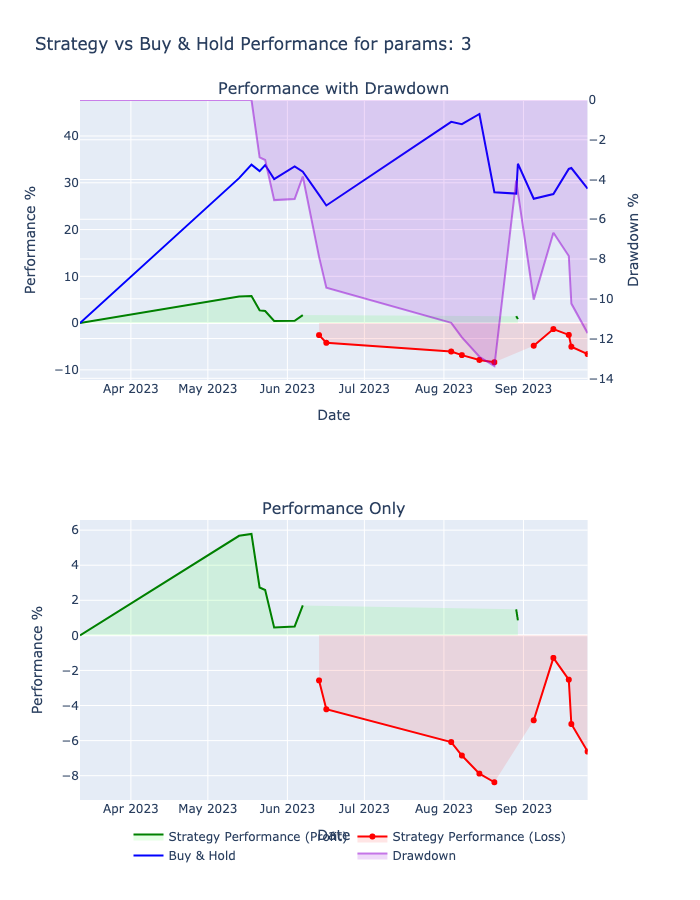 Strategy vs Buy & Hold Performance for params: 3
Performance with Drawdown
0
40
−2
30
−4
20
−6
10
−8
0
−10
−12
−10
−14
Performance %
Drawdown %
Apr 2023 May 2023 Jun 2023 Jul 2023 Aug 2023 Sep 2023
Date
Performance Only
6
4
2
0
−2
−4
−6
−8
Performance %
Apr 2023 May 2023 Jun 2023 Jul 2023 Aug 2023 Sep 2023
Date
Strategy Performance (Profit) Strategy Performance (Loss)
Buy & Hold Drawdown